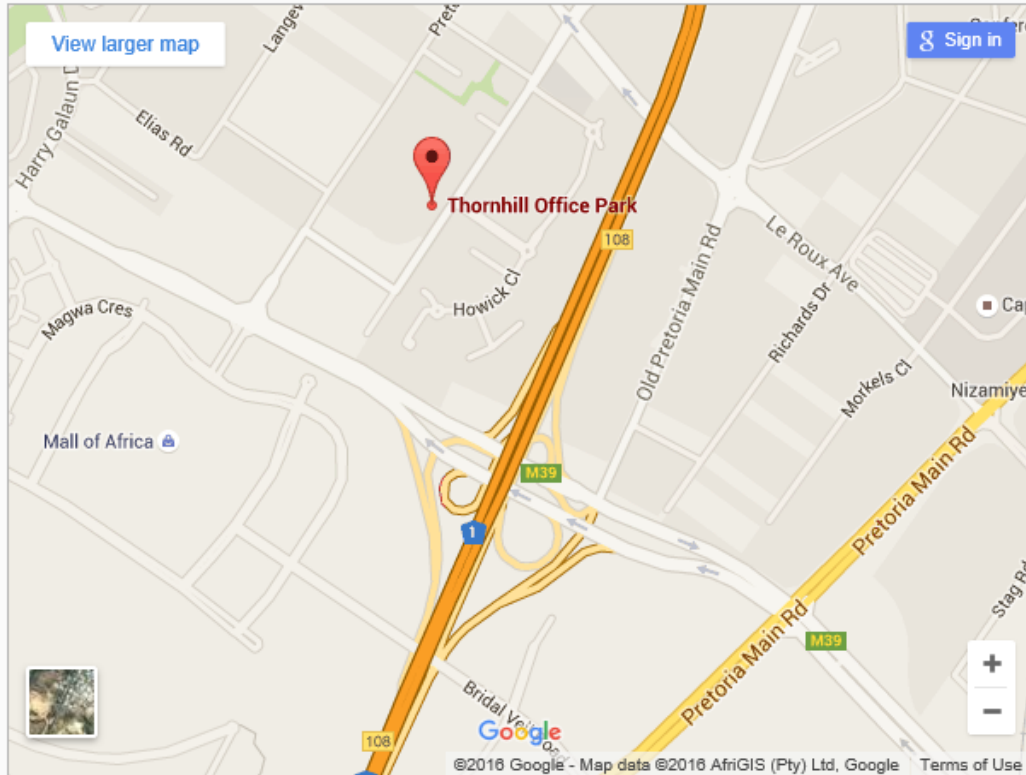 View larger map
Langev
Preto
Sign in
Harry Galaun D
Elias Rd
Thornhill Office Park
108
Le Roux Ave
Old Pretoria Main Rd
Howick Cl
Richards Dr
Cap
Magwa Cres
Morkels Cl
Nizamiye
Mall of Africa
M39
Pretoria Main Rd
1
Stag Rd
Pretoria Main Rd
M39
108
Google
©2016 Google - Map data ©2016 AfriGIS (Pty) Ltd, Google Terms of Use